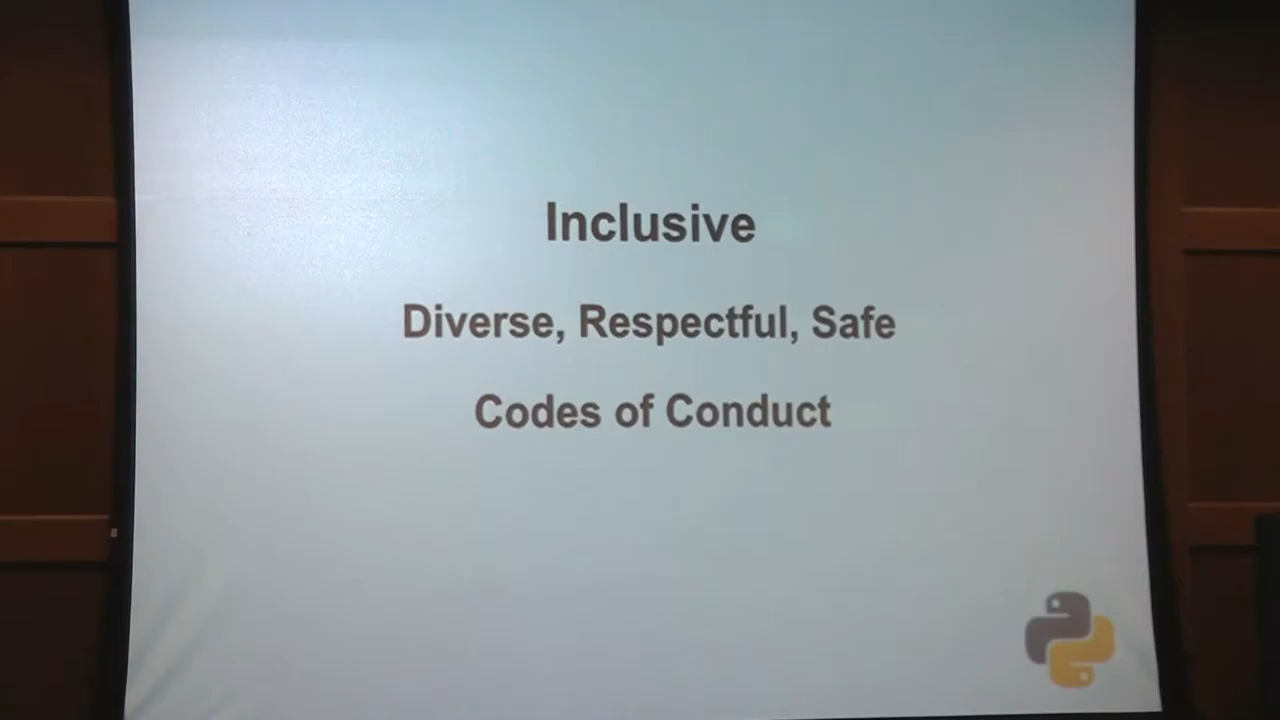 Inclusive
Diverse, Respectful, Safe
Codes of Conduct